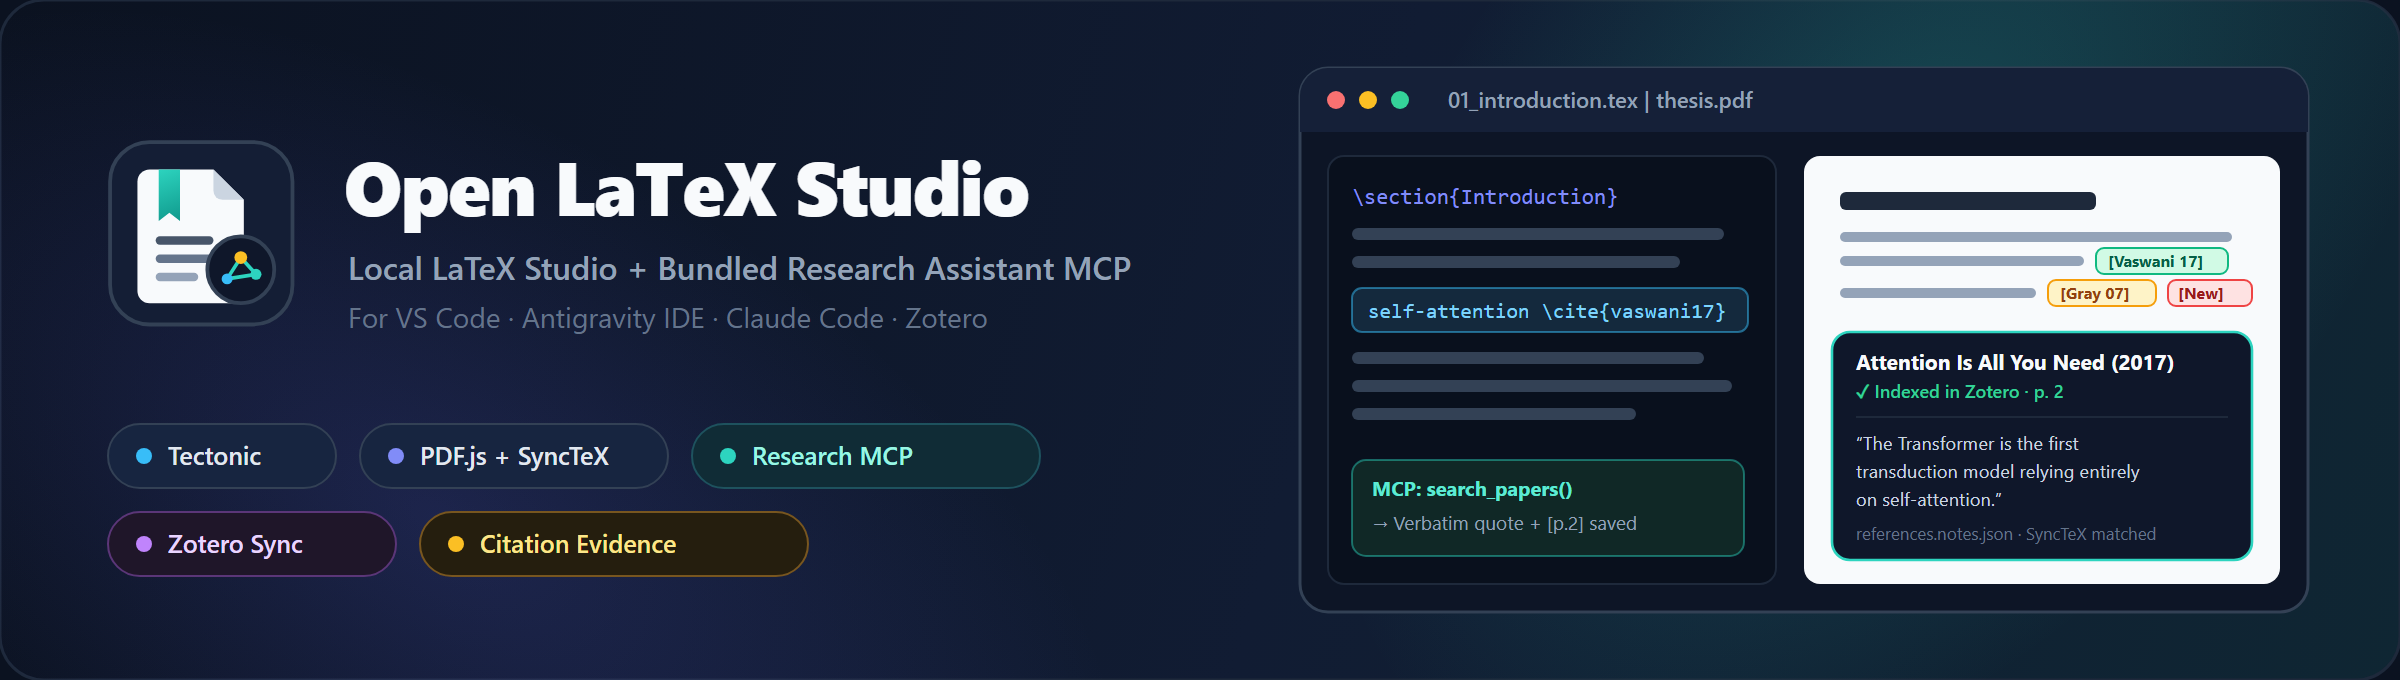 Open LaTeX Studio
Local LaTeX Studio + Bundled Research Assistant MCP
For VS Code · Antigravity IDE · Claude Code · Zotero
Tectonic
PDF.js + SyncTeX
Research MCP
Zotero Sync
Citation Evidence
01_introduction.tex | thesis.pdf
\section{Introduction}
self-attention \cite{vaswani17}
MCP: search_papers()
→ Verbatim quote + [p.2] saved
[Vaswani 17]
[Gray 07]
[New]
Attention Is All You Need (2017)
✓ Indexed in Zotero · p. 2
“The Transformer is the first
transduction model relying entirely
on self-attention.”
references.notes.json · SyncTeX matched